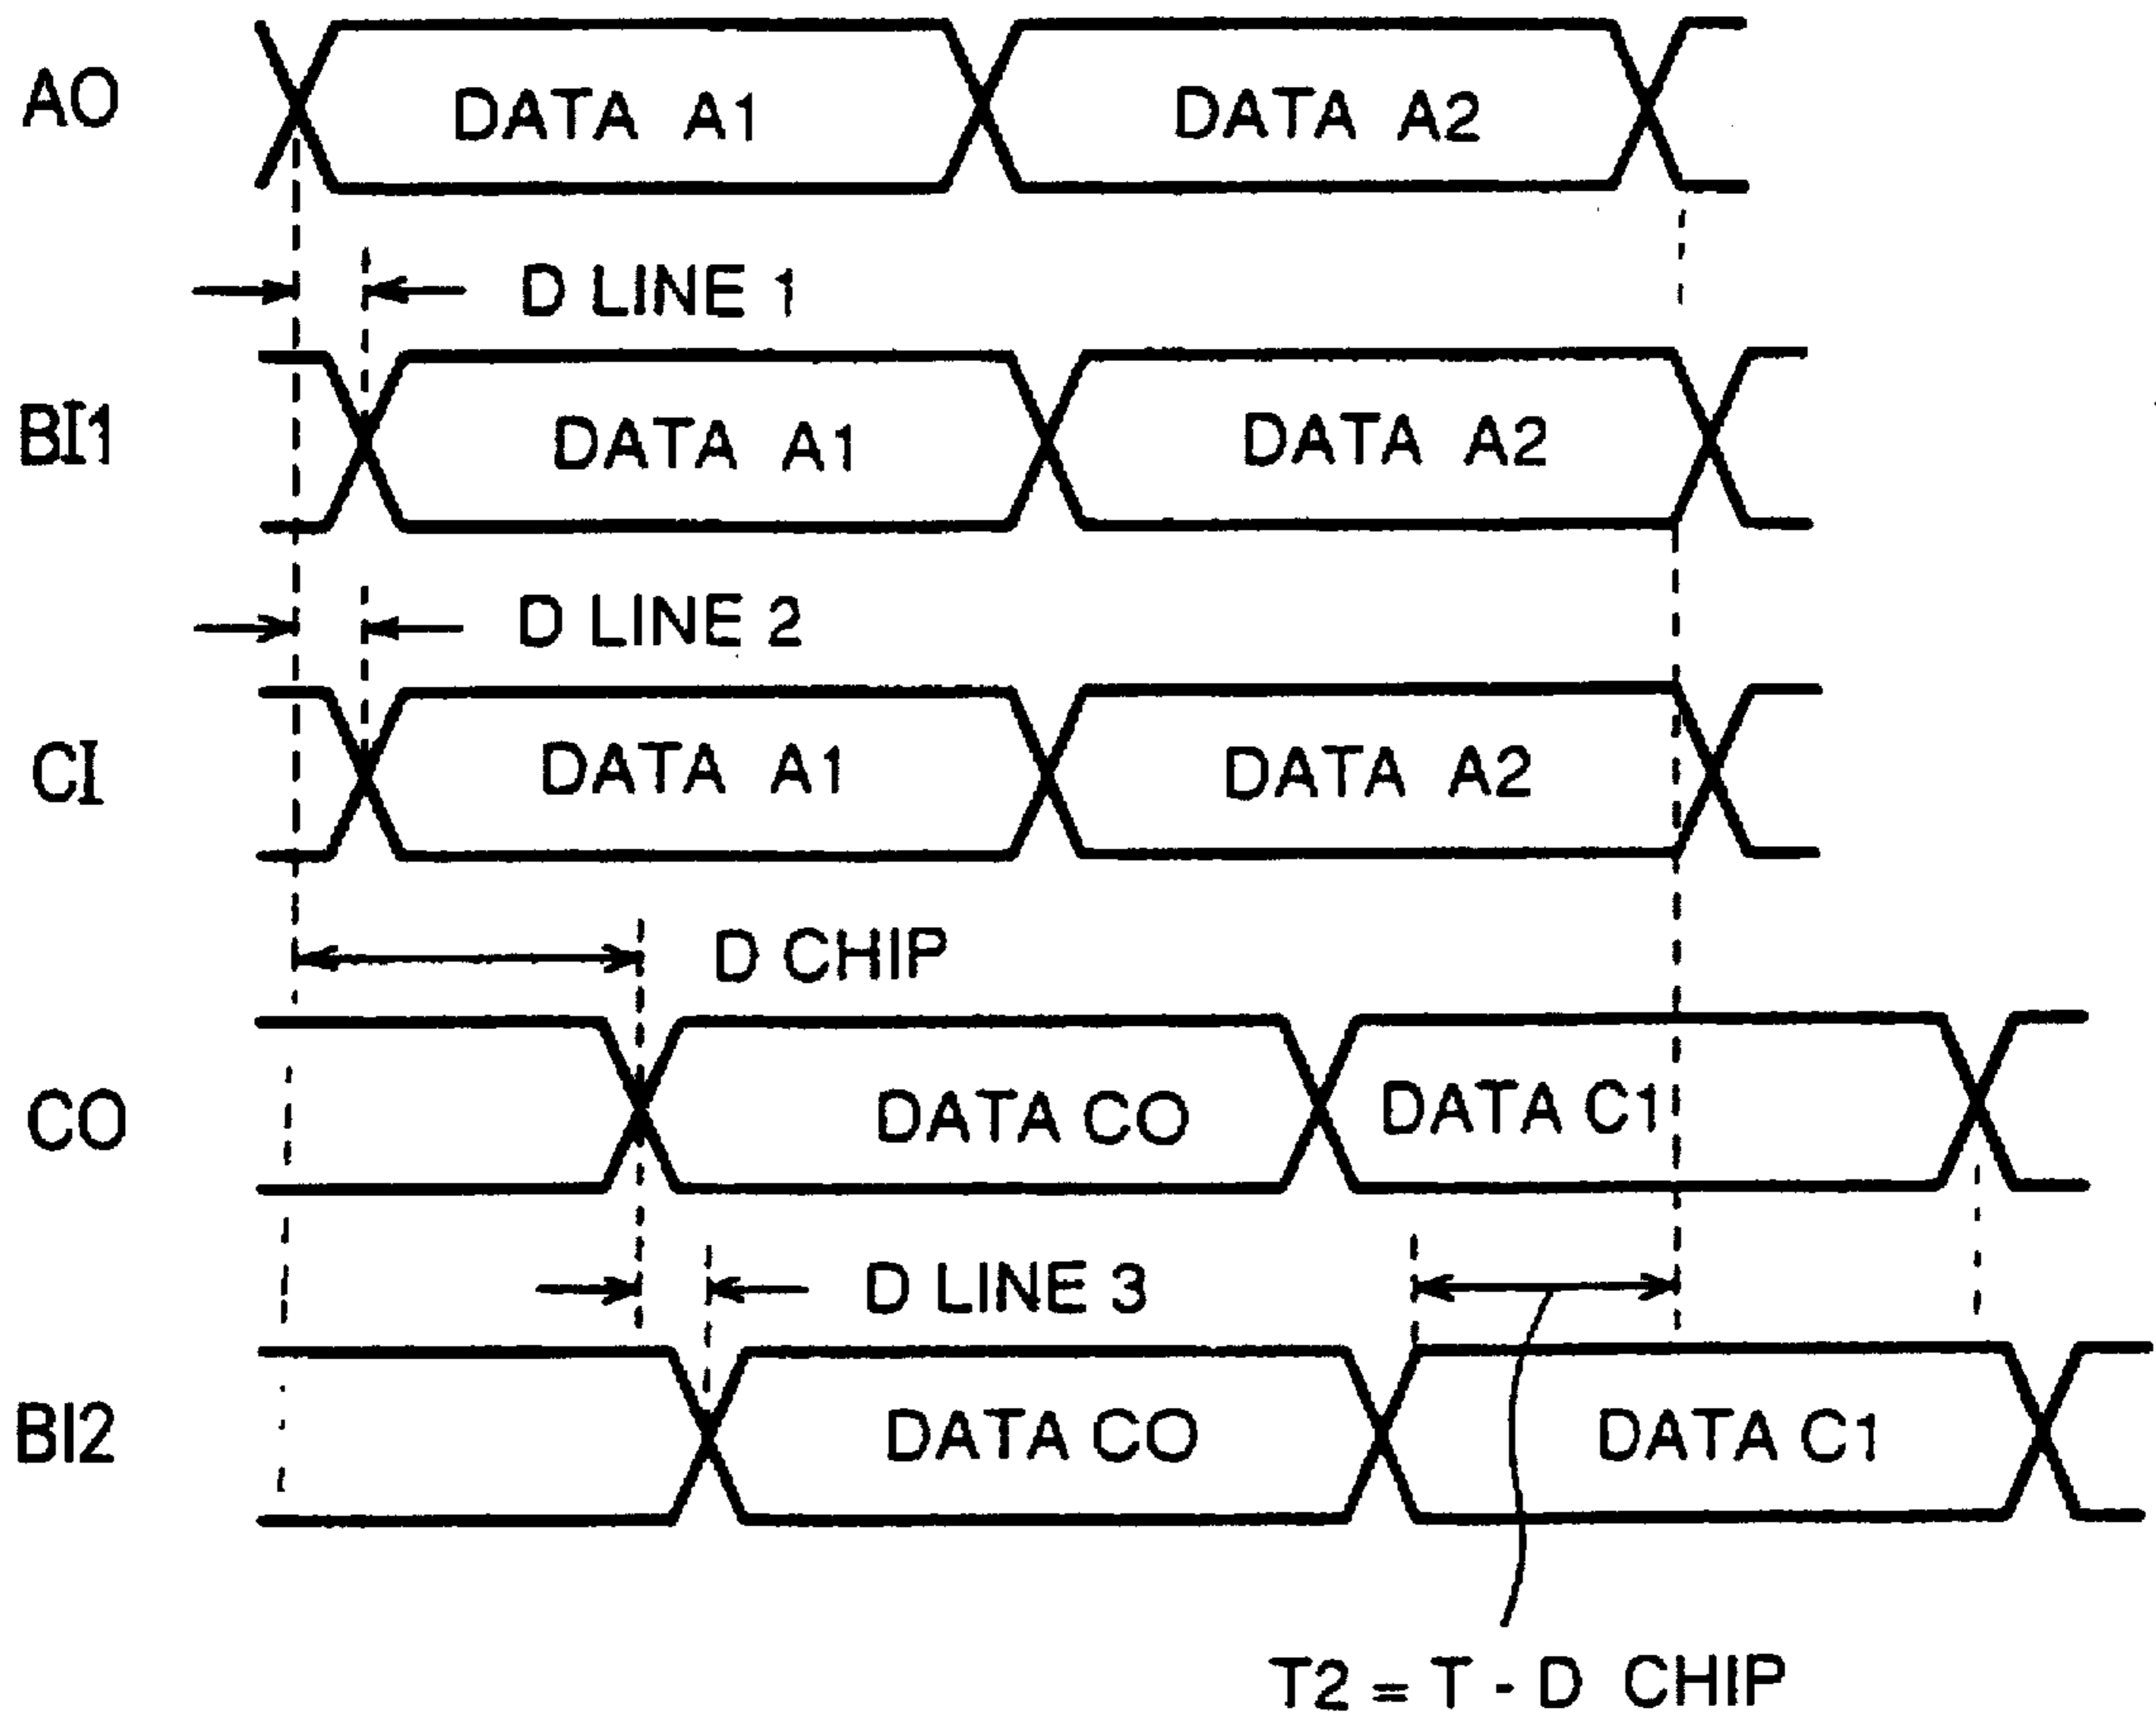 AO DATA A1 DATA A2
D LINE 1
BI1 DATA A1 DATA A2
D LINE 2
CI DATA A1 DATA A2
D CHIP
CO DATA CO DATA C1
D LINE 3
BI2 DATA CO DATA C1
T2 = T - D CHIP